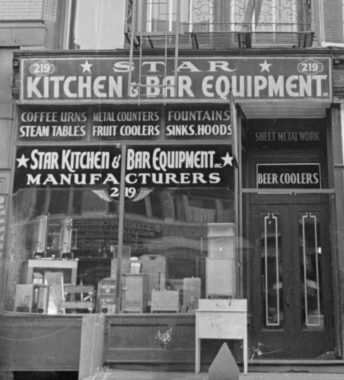 219 ★ STAR ★ 219
KITCHEN & BAR EQUIPMENT. INC
COFFEE URNS METAL COUNTERS FOUNTAINS
STEAM TABLES FRUIT COOLERS SINKS, HOODS
SHEET METAL WORK
★ STAR KITCHEN & BAR EQUIPMENT. INC ★
MANUFACTURERS
219
BEER COOLERS